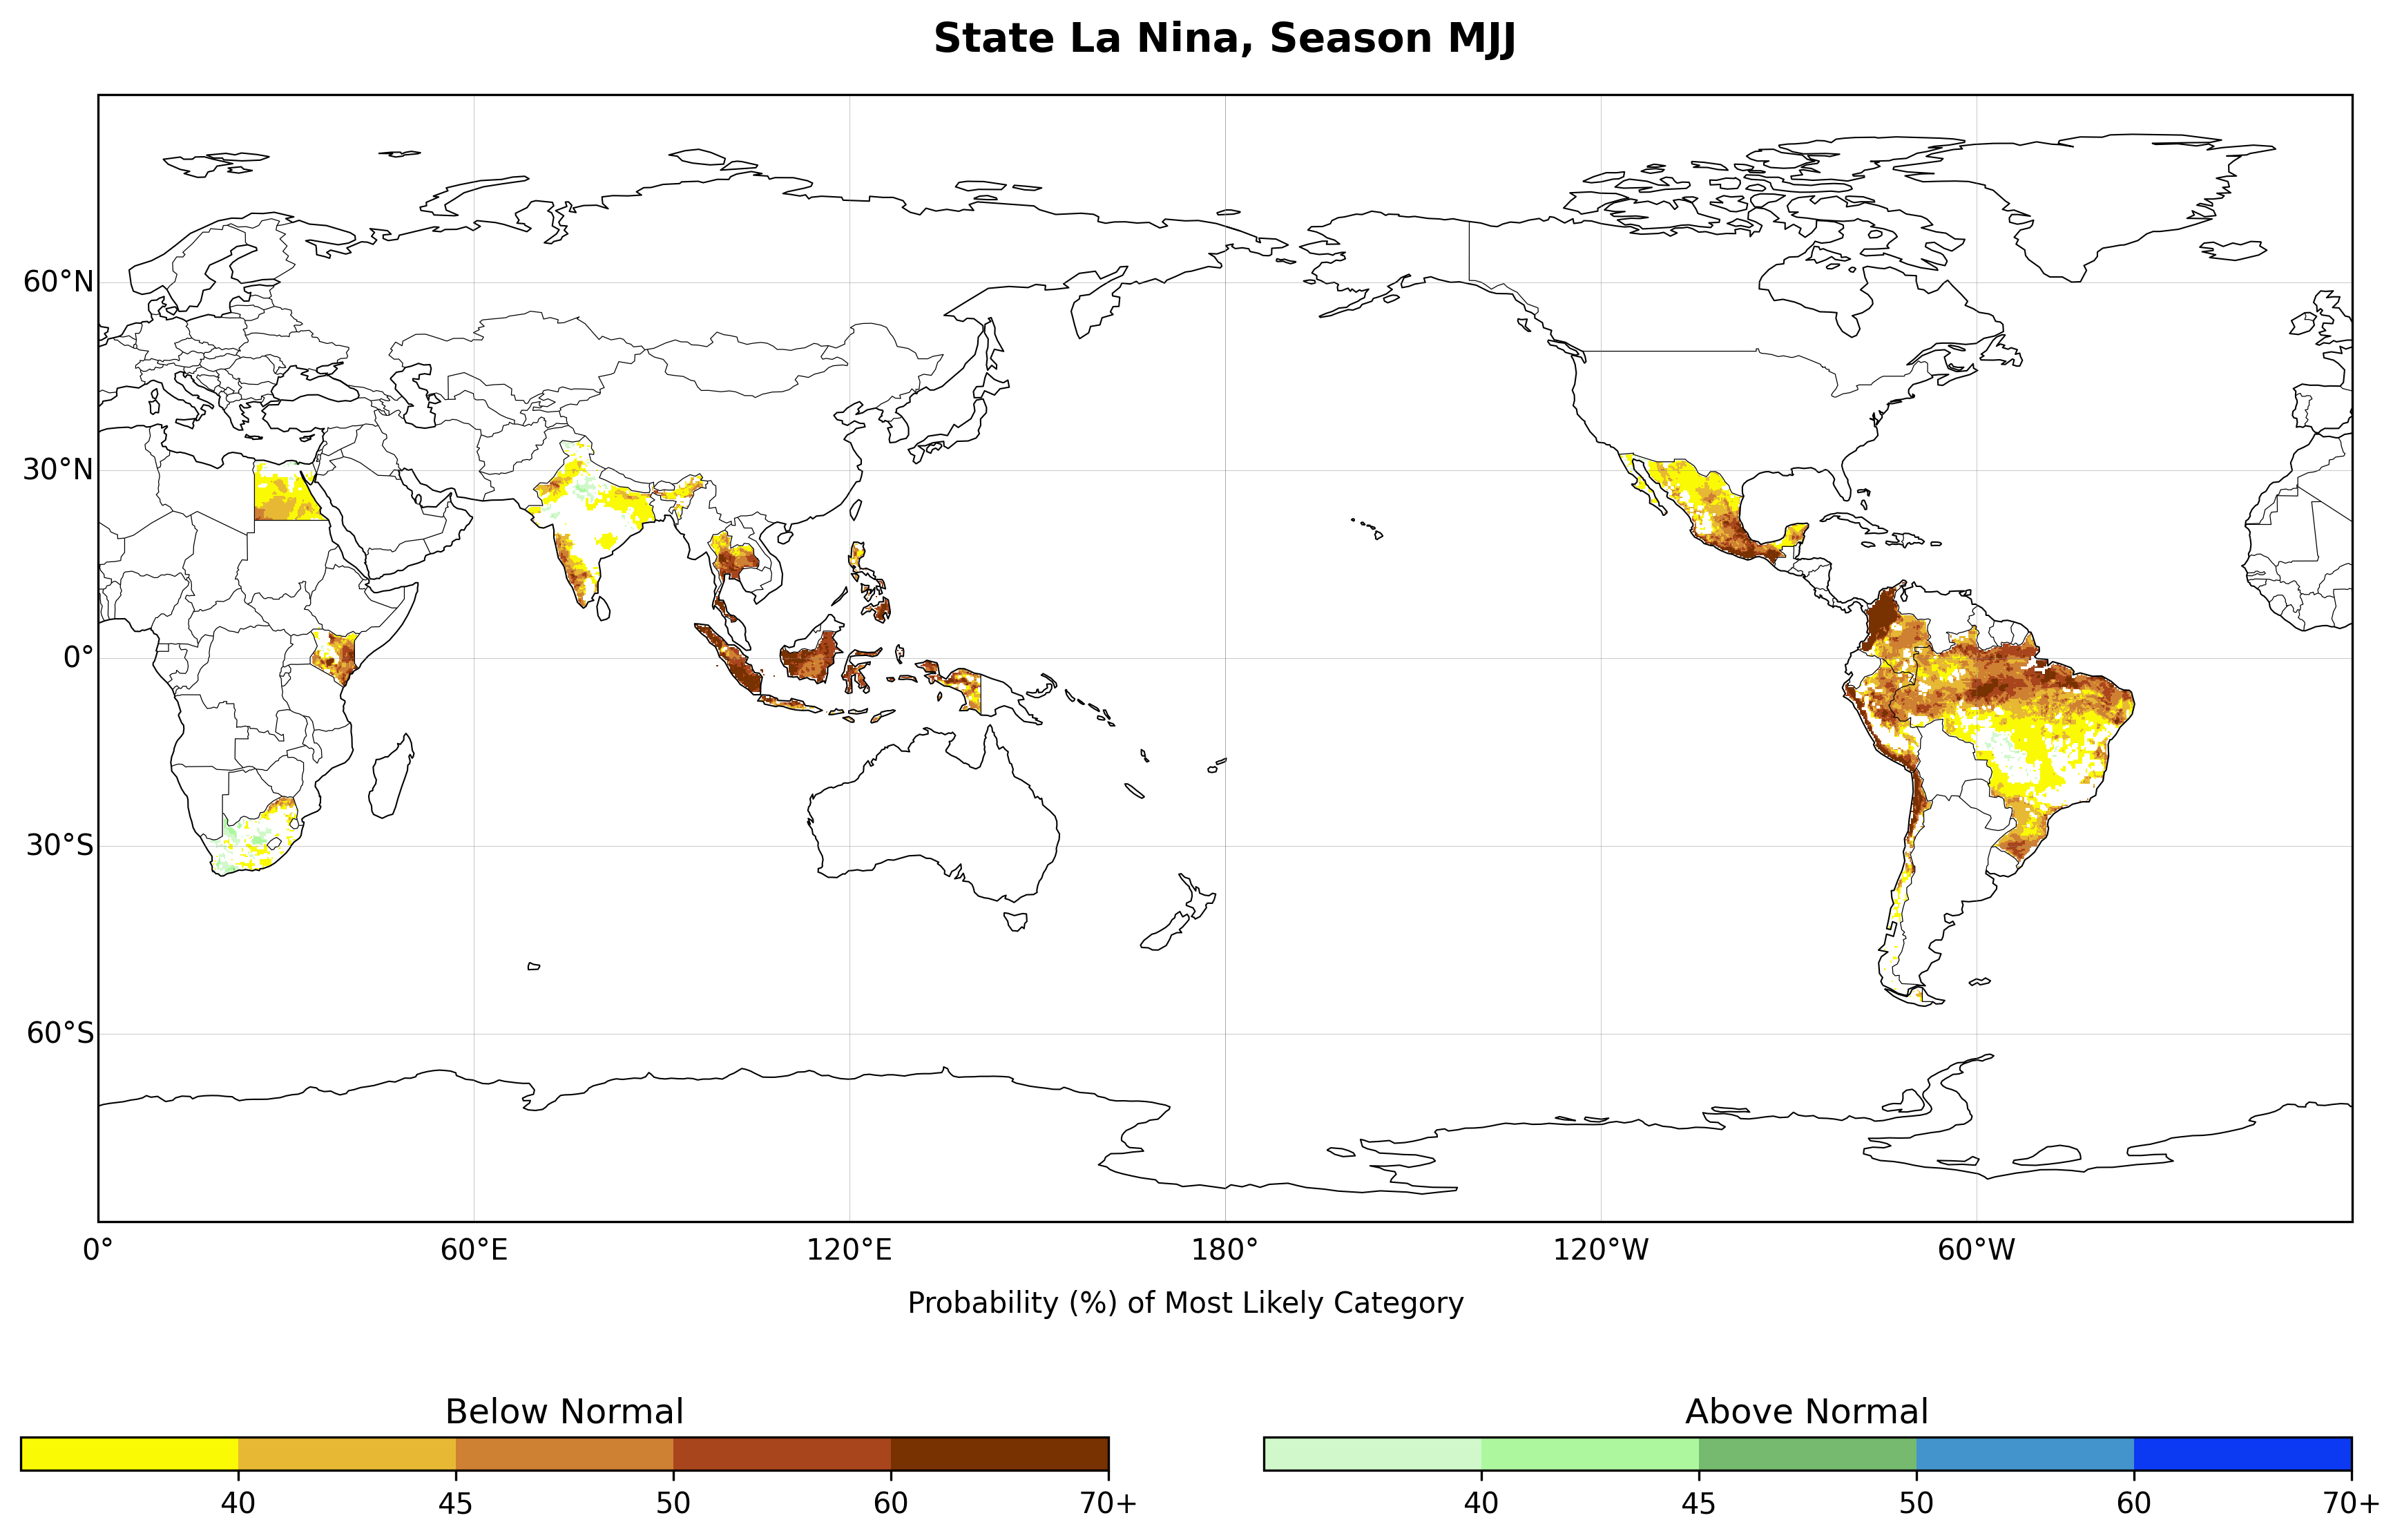 State La Nina, Season MJJ
60°N
30°N
0°
30°S
60°S
0° 60°E 120°E 180° 120°W 60°W
Probability (%) of Most Likely Category
Below Normal
40 45 50 60 70+
Above Normal
40 45 50 60 70+